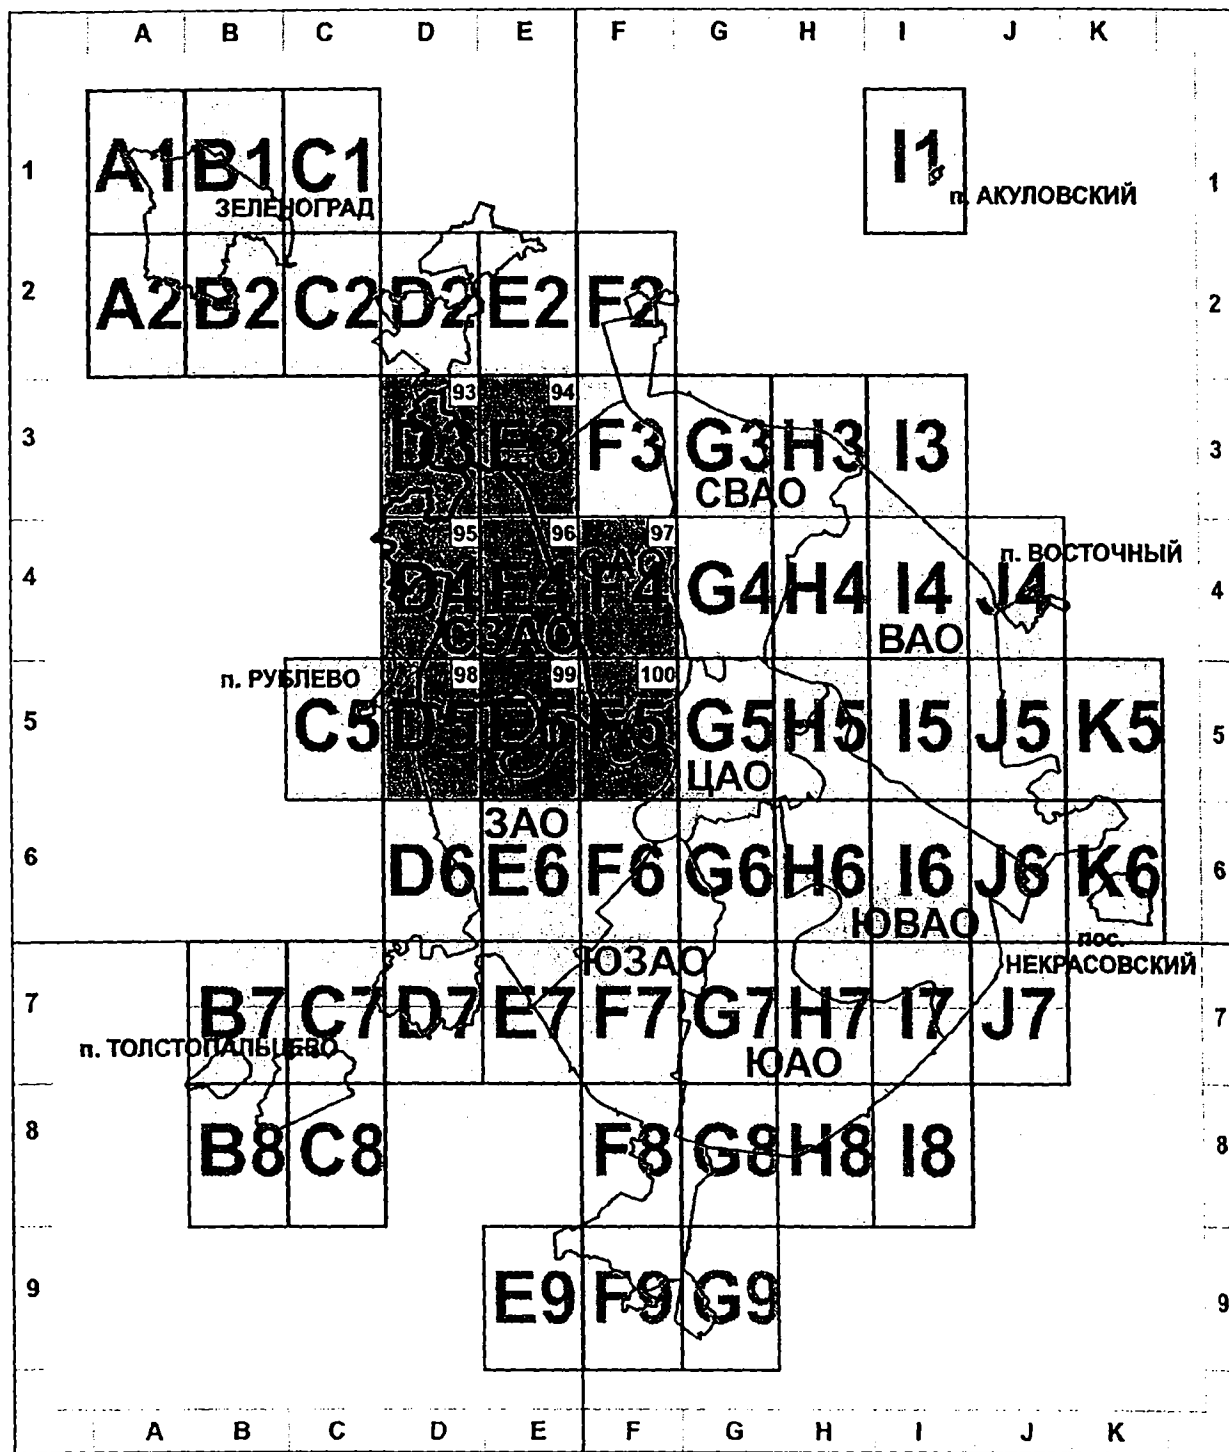 A B C D E F G H I J K
1 A1 B1 C1 I1 1
ЗЕЛЕНОГРАД п. АКУЛОВСКИЙ
2 A2 B2 C2 D2 E2 F2 2
93 94
3 D3 E3 F3 G3 H3 I3 3
СВАО
95 96 97
п. ВОСТОЧНЫЙ
САО
4 D4 E4 F4 G4 H4 I4 J4 4
СЗАО ВАО
п. РУБЛЕВО 98 99 100
5 C5 D5 E5 F5 G5 H5 I5 J5 K5 5
ЦАО
ЗАО
6 D6 E6 F6 G6 H6 I6 J6 K6 6
ЮВАО пос.
ЮЗАО НЕКРАСОВСКИЙ
7 B7 C7 D7 E7 F7 G7 H7 I7 J7 7
п. ТОЛСТОПАЛЬЦЕВО ЮАО
8 B8 C8 F8 G8 H8 I8 8
9 E9 F9 G9 9
A B C D E F G H I J K